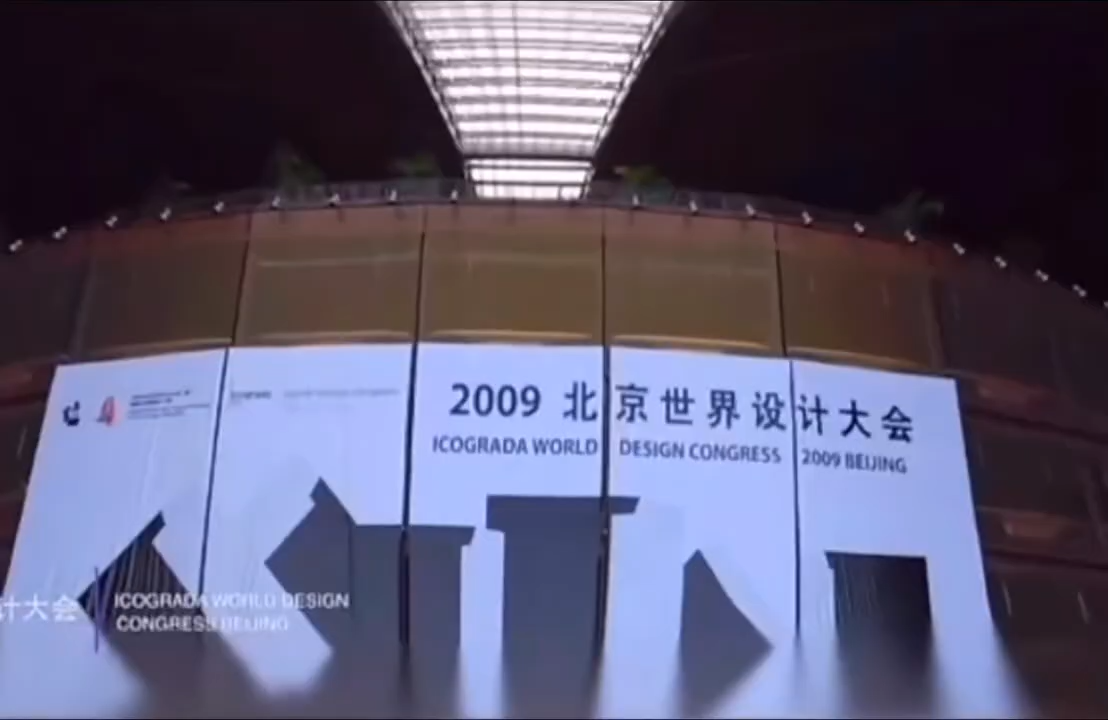 2009 北京世界设计大会
ICOGRADA WORLD DESIGN CONGRESS 2009 BEIJING
计大会
ICOGRADA WORLD DESIGN
CONGRESS BEIJING